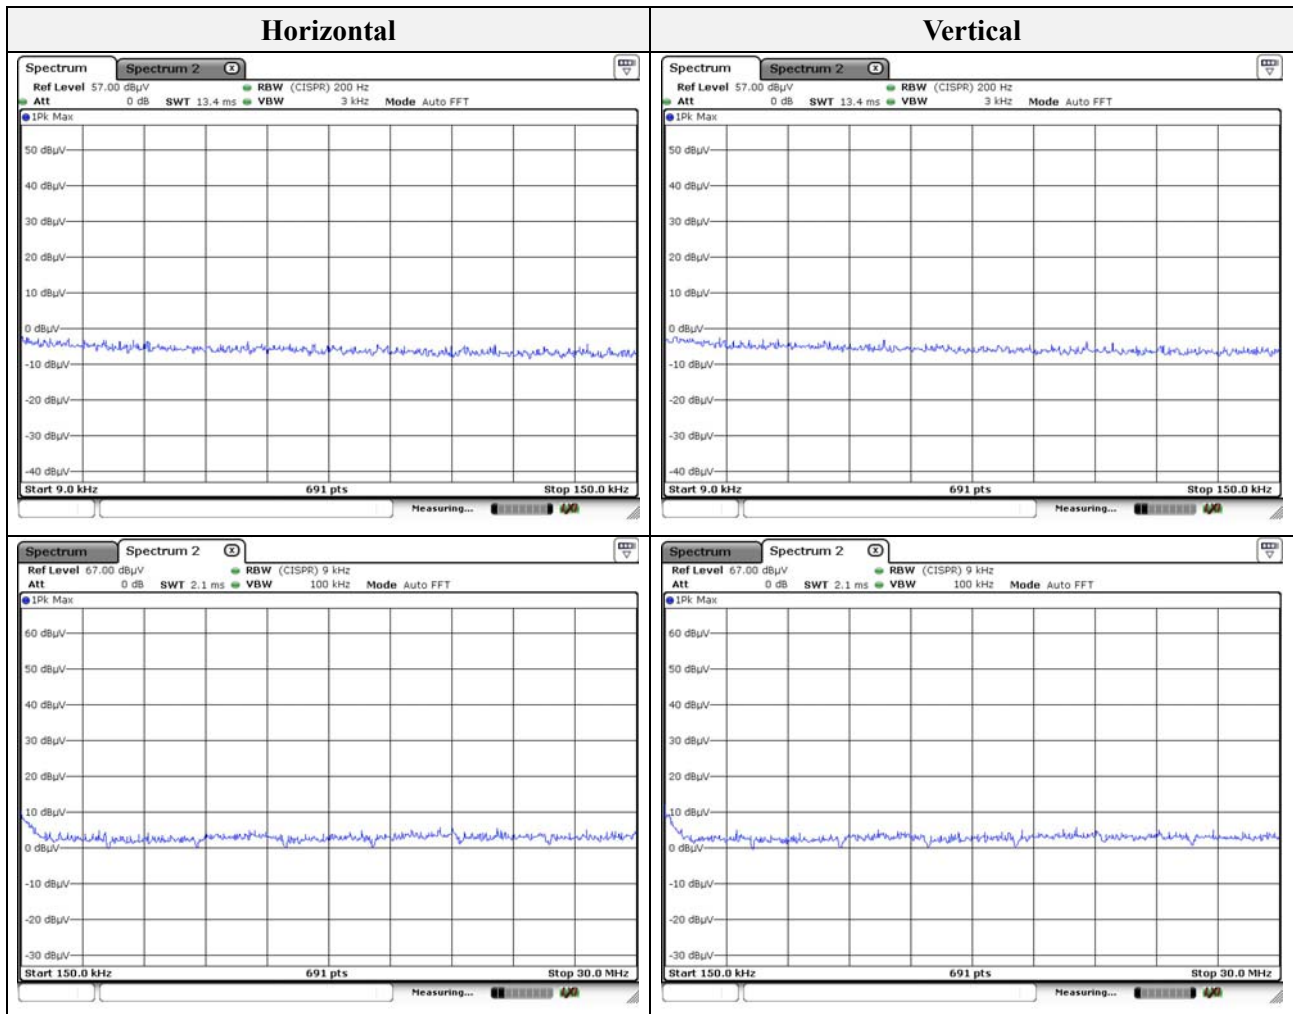 Horizontal
Vertical
Spectrum Spectrum 2 X
Ref Level 57.00 dBµV RBW (CISPR) 200 Hz
Att 0 dB SWT 13.4 ms VBW 3 kHz Mode Auto FFT
1Pk Max
50 dBµV
40 dBµV
30 dBµV
20 dBµV
10 dBµV
0 dBµV
-10 dBµV
-20 dBµV
-30 dBµV
-40 dBµV
Start 9.0 kHz 691 pts Stop 150.0 kHz
Measuring...
Spectrum Spectrum 2 X
Ref Level 57.00 dBµV RBW (CISPR) 200 Hz
Att 0 dB SWT 13.4 ms VBW 3 kHz Mode Auto FFT
1Pk Max
50 dBµV
40 dBµV
30 dBµV
20 dBµV
10 dBµV
0 dBµV
-10 dBµV
-20 dBµV
-30 dBµV
-40 dBµV
Start 9.0 kHz 691 pts Stop 150.0 kHz
Measuring...
Spectrum Spectrum 2 X
Ref Level 67.00 dBµV RBW (CISPR) 9 kHz
Att 0 dB SWT 2.1 ms VBW 100 kHz Mode Auto FFT
1Pk Max
60 dBµV
50 dBµV
40 dBµV
30 dBµV
20 dBµV
10 dBµV
0 dBµV
-10 dBµV
-20 dBµV
-30 dBµV
Start 150.0 kHz 691 pts Stop 30.0 MHz
Measuring...
Spectrum Spectrum 2 X
Ref Level 67.00 dBµV RBW (CISPR) 9 kHz
Att 0 dB SWT 2.1 ms VBW 100 kHz Mode Auto FFT
1Pk Max
60 dBµV
50 dBµV
40 dBµV
30 dBµV
20 dBµV
10 dBµV
0 dBµV
-10 dBµV
-20 dBµV
-30 dBµV
Start 150.0 kHz 691 pts Stop 30.0 MHz
Measuring...